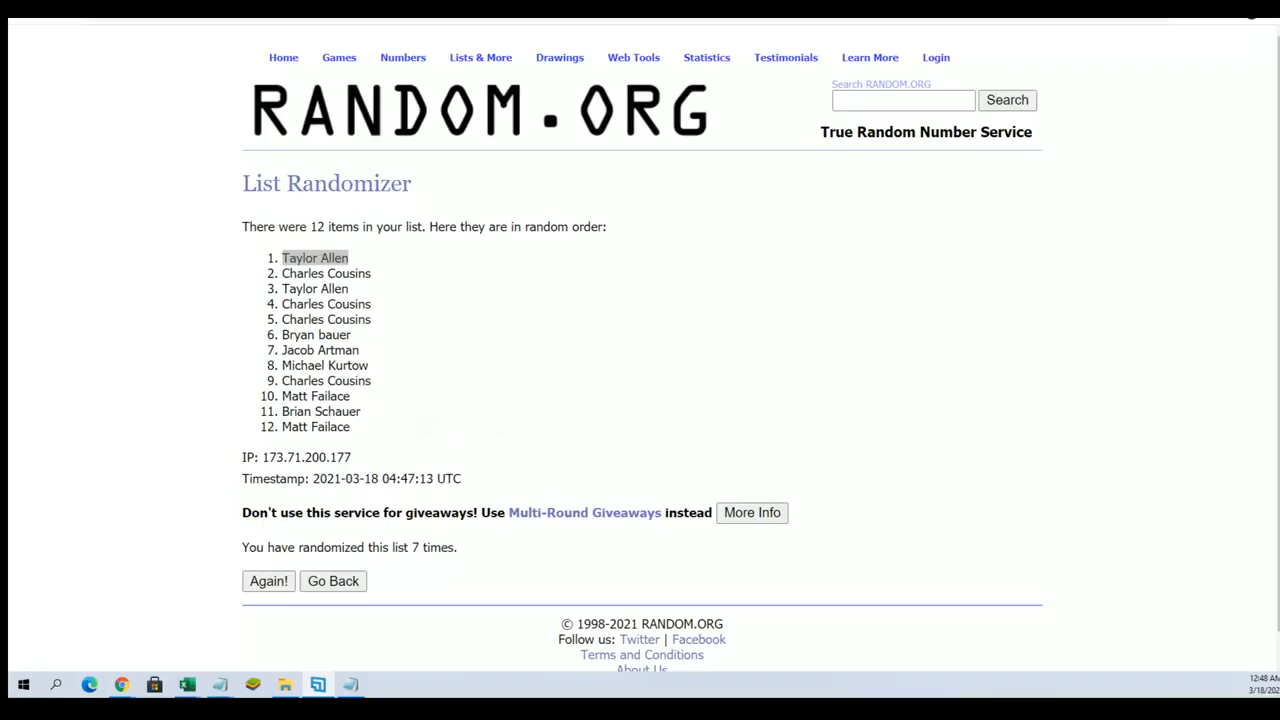 Home Games Numbers Lists & More Drawings Web Tools Statistics Testimonials Learn More Login
RANDOM.ORG
Search RANDOM.ORG
Search
True Random Number Service
List Randomizer
There were 12 items in your list. Here they are in random order:
1. Taylor Allen
2. Charles Cousins
3. Taylor Allen
4. Charles Cousins
5. Charles Cousins
6. Bryan bauer
7. Jacob Artman
8. Michael Kurtow
9. Charles Cousins
10. Matt Failace
11. Brian Schauer
12. Matt Failace
IP: 173.71.200.177
Timestamp: 2021-03-18 04:47:13 UTC
Don't use this service for giveaways! Use Multi-Round Giveaways instead More Info
You have randomized this list 7 times.
Again! Go Back
© 1998-2021 RANDOM.ORG
Follow us: Twitter | Facebook
Terms and Conditions
About Us
12:48 AM
3/18/202